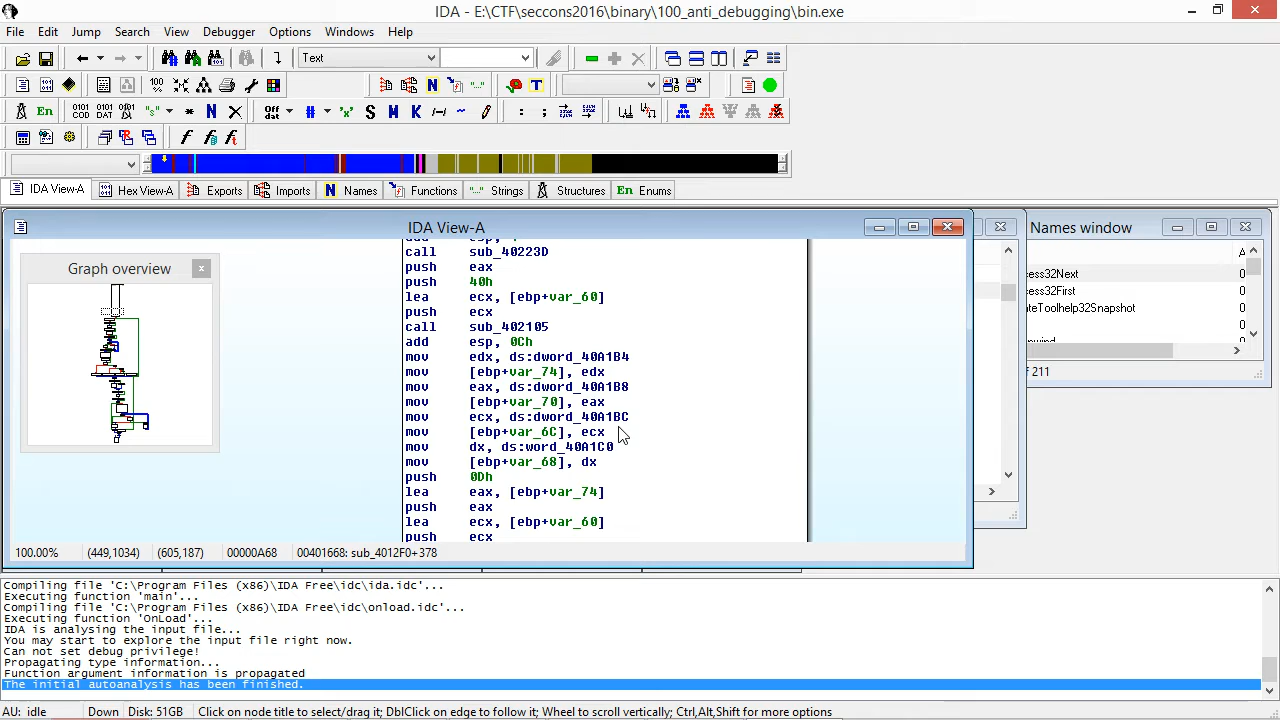 IDA - E:\CTF\seccons2016\binary\100_anti_debugging\bin.exe
File Edit Jump Search View Debugger Options Windows Help
Text
IDA View-A Hex View-A Exports Imports N Names Functions "..." Strings Structures En Enums
IDA View-A
Names window
Graph overview
call sub_40223D
push eax
push 40h
lea ecx, [ebp+var_60]
push ecx
call sub_402105
add esp, 0Ch
mov edx, ds:dword_40A1B4
mov [ebp+var_74], edx
mov eax, ds:dword_40A1B8
mov [ebp+var_70], eax
mov ecx, ds:dword_40A1BC
mov [ebp+var_6C], ecx
mov dx, ds:word_40A1C0
mov [ebp+var_68], dx
push 0Dh
lea eax, [ebp+var_74]
push eax
lea ecx, [ebp+var_60]
push ecx
cess32Next 0
cess32First 0
ateToolhelp32Snapshot 0
f 211
100.00% (449,1034) (605,187) 00000A68 00401668: sub_4012F0+378
Compiling file 'C:\Program Files (x86)\IDA Free\idc\ida.idc'...
Executing function 'main'...
Compiling file 'C:\Program Files (x86)\IDA Free\idc\onload.idc'...
Executing function 'OnLoad'...
IDA is analysing the input file...
You may start to explore the input file right now.
Can not set debug privilege!
Propagating type information...
Function argument information is propagated
The initial autoanalysis has been finished.
AU: idle Down Disk: 51GB Click on node title to select/drag it; DblClick on edge to follow it; Wheel to scroll vertically; Ctrl,Alt,Shift for more options